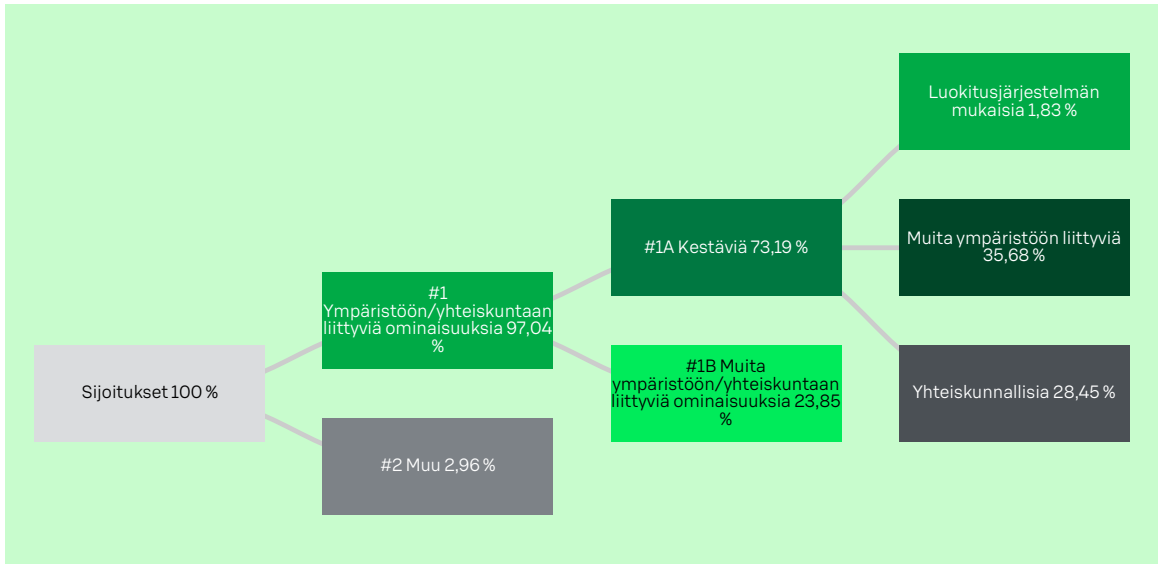 Sijoitukset 100 %
#1
Ympäristöön/yhteiskuntaan
liittyviä ominaisuuksia 97,04
%
#2 Muu 2,96 %
#1A Kestäviä 73,19 %
#1B Muita
ympäristöön/yhteiskuntaan
liittyviä ominaisuuksia 23,85
%
Luokitusjärjestelmän
mukaisia 1,83 %
Muita ympäristöön liittyviä
35,68 %
Yhteiskunnallisia 28,45 %